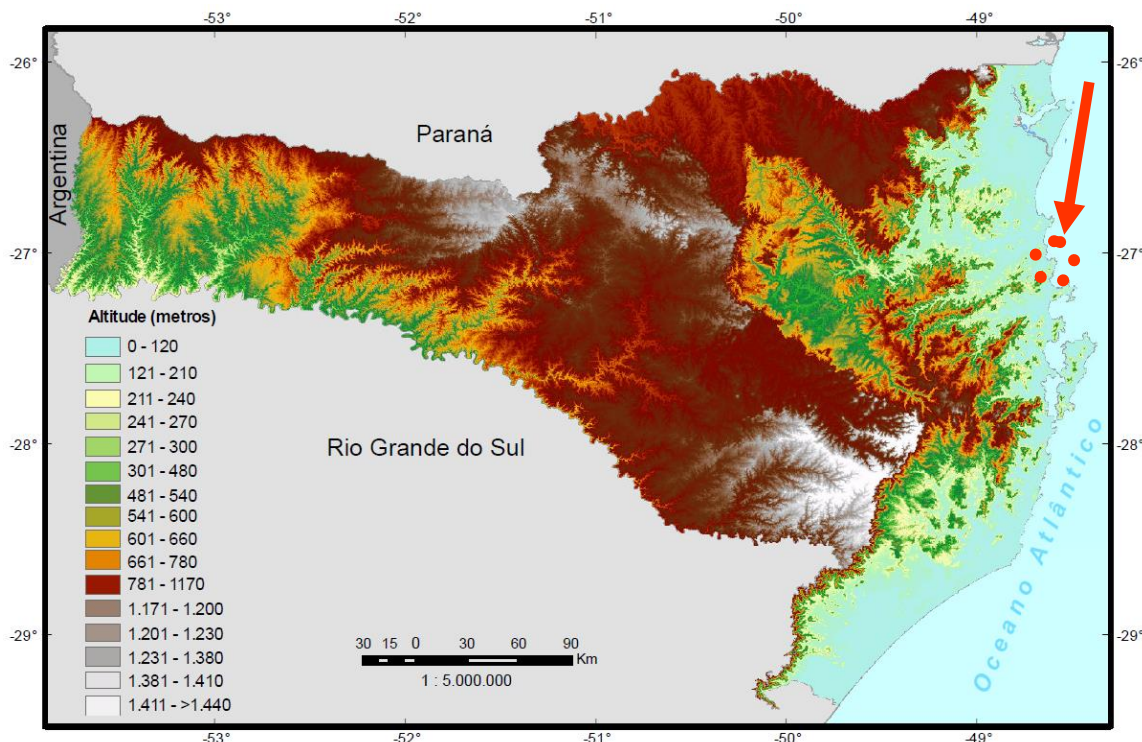 -53°
-52°
-51°
-50°
-49°
-26°
-26°
Argentina
Paraná
-27°
-27°
Altitude (metros)
0 - 120
121 - 210
211 - 240
241 - 270
271 - 300
301 - 480
481 - 540
541 - 600
601 - 660
661 - 780
781 - 1170
1.171 - 1.200
1.201 - 1.230
1.231 - 1.380
1.381 - 1.410
1.411 - >1.440
Rio Grande do Sul
-28°
-28°
Oceano Atlântico
-29°
-29°
30 15 0 30 60 90
Km
1 : 5.000.000
-53°
-52°
-51°
-50°
-49°